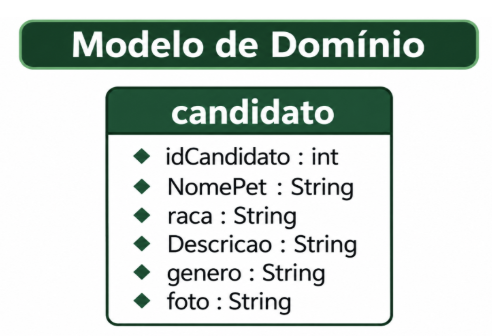 Modelo de Domínio
candidato
idCandidato : int
NomePet : String
raca : String
Descricao : String
genero : String
foto : String